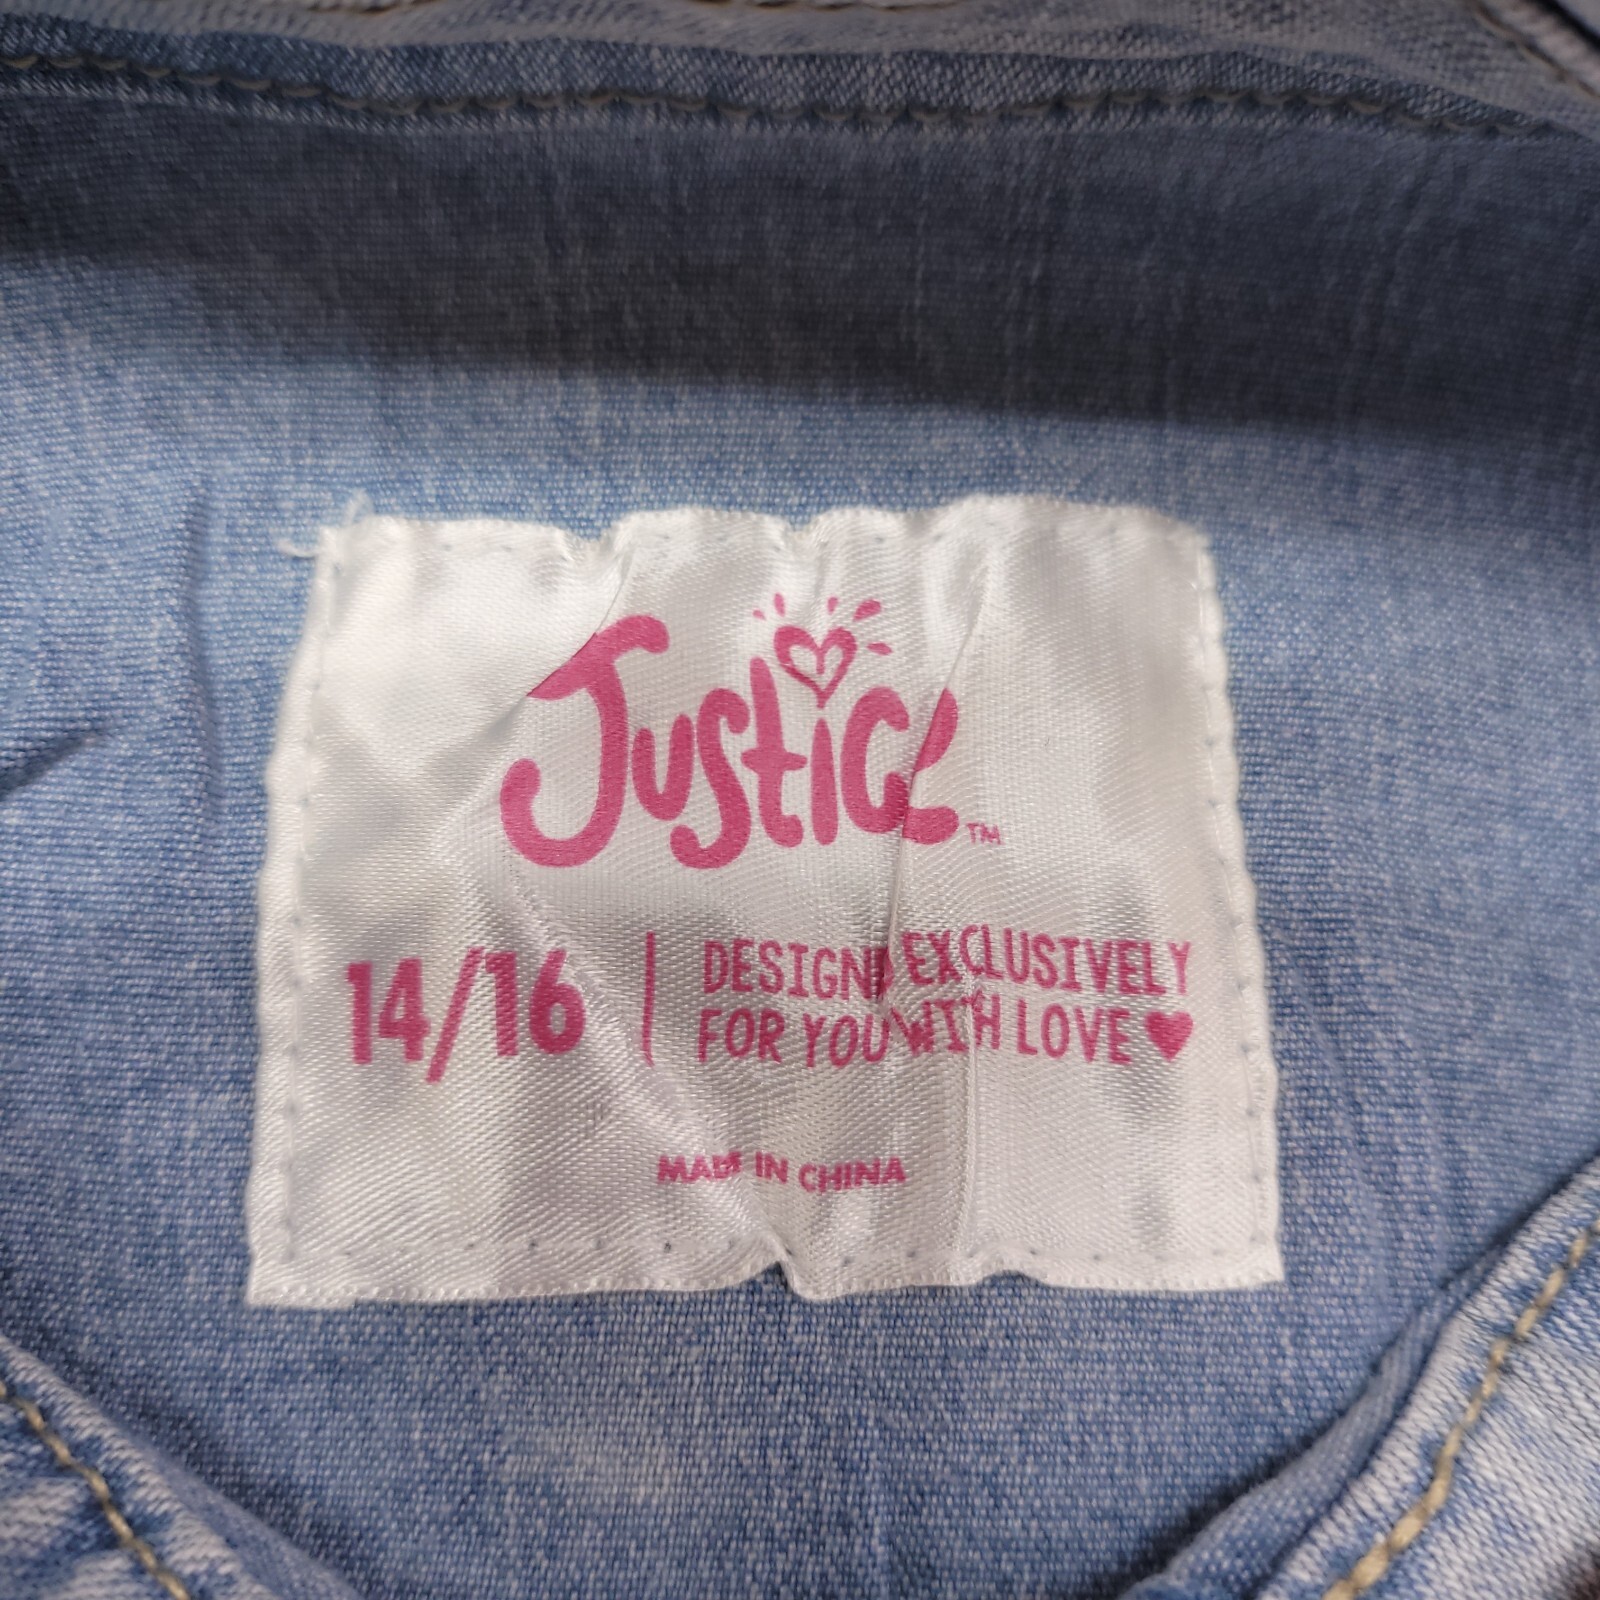 Justice™
14/16 | DESIGNED EXCLUSIVELY
FOR YOU WITH LOVE ♥
MADE IN CHINA